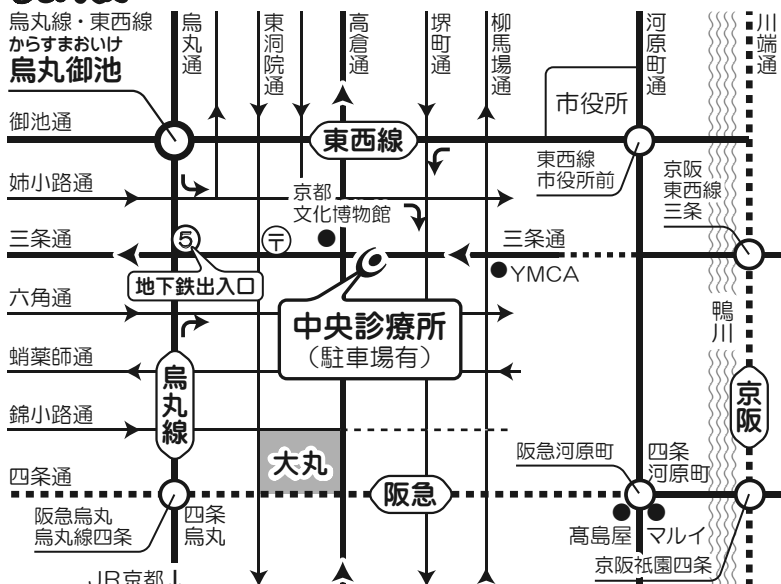 烏丸線・東西線
からすまおいけ
烏丸御池
烏丸通
東洞院通
高倉通
堺町通
柳馬場通
河原町通
川端通
御池通
東西線
市役所
東西線
市役所前
京阪
東西線
三条
姉小路通
京都
文化博物館
三条通
⑤
〒
三条通
地下鉄出入口
YMCA
六角通
中央診療所
（駐車場有）
鴨川
蛸薬師通
烏丸線
京阪
錦小路通
大丸
阪急河原町
四条
河原町
四条通
阪急
阪急烏丸
烏丸線四条
四条
烏丸
髙島屋
マルイ
京阪祇園四条
JR京都